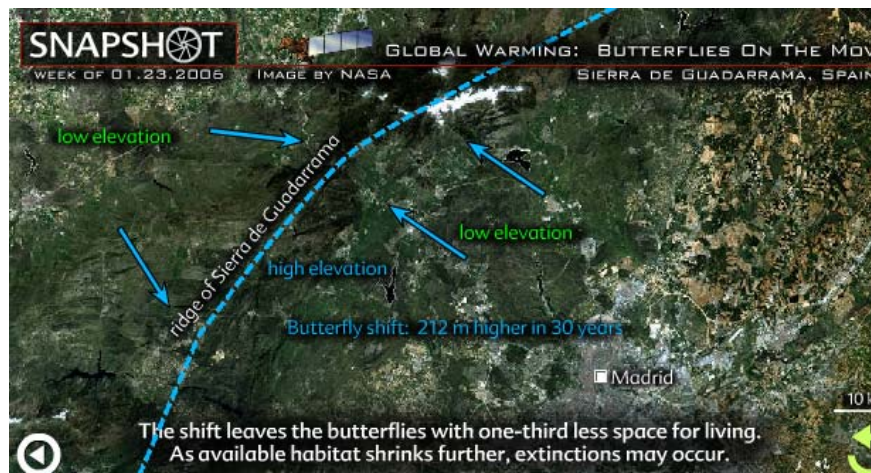 SNAPSHOT
GLOBAL WARMING: BUTTERFLIES ON THE MOV
WEEK OF 01.23.2006
IMAGE BY NASA
SIERRA DE GUADARRAMA, SPAIN
low elevation
ridge of Sierra de Guadarrama
low elevation
high elevation
Butterfly shift: 212 m higher in 30 years
Madrid
10 k
The shift leaves the butterflies with one-third less space for living.
As available habitat shrinks further, extinctions may occur.